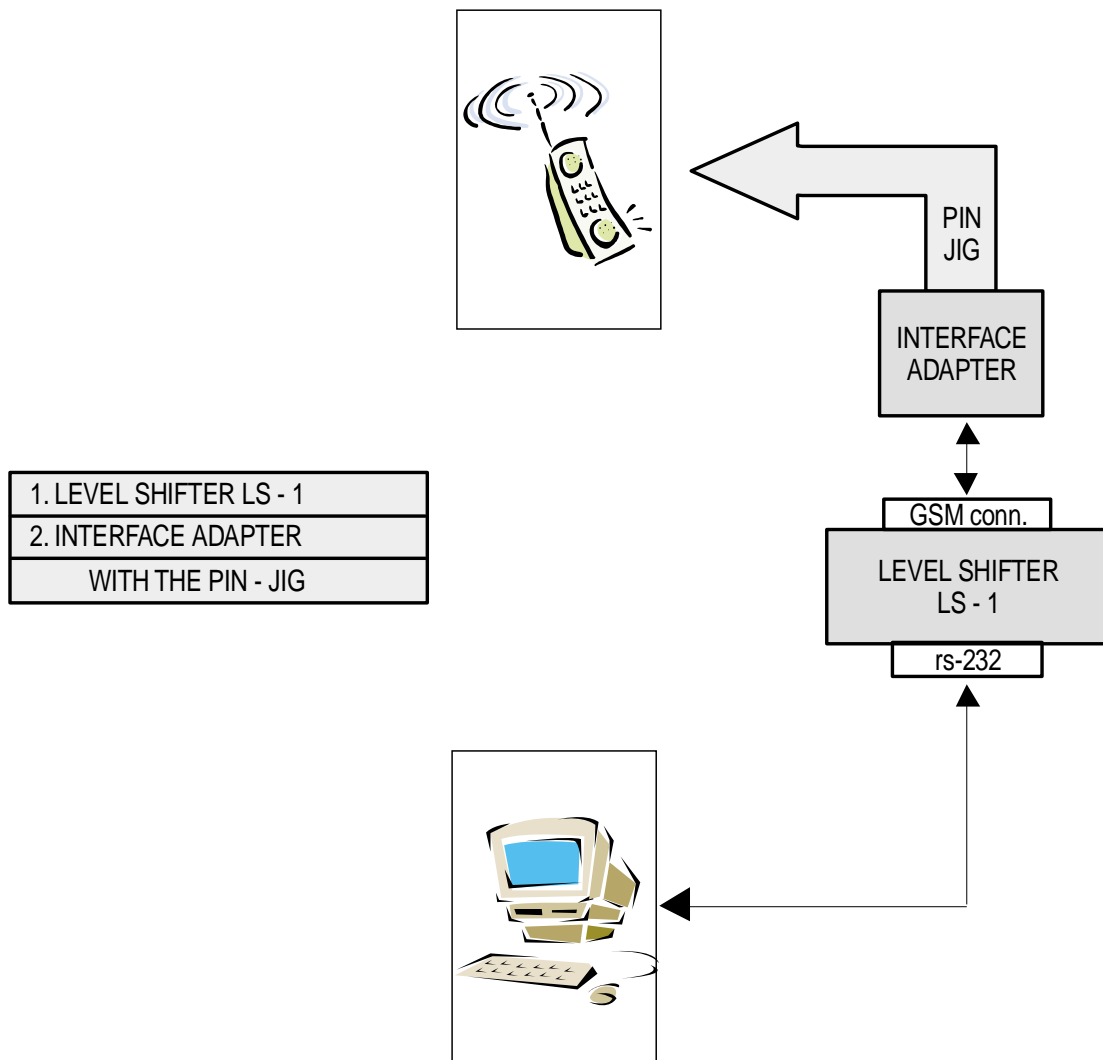 PIN
JIG
INTERFACE
ADAPTER
1. LEVEL SHIFTER LS - 1
2. INTERFACE ADAPTER
WITH THE PIN - JIG
GSM conn.
LEVEL SHIFTER
LS - 1
rs-232